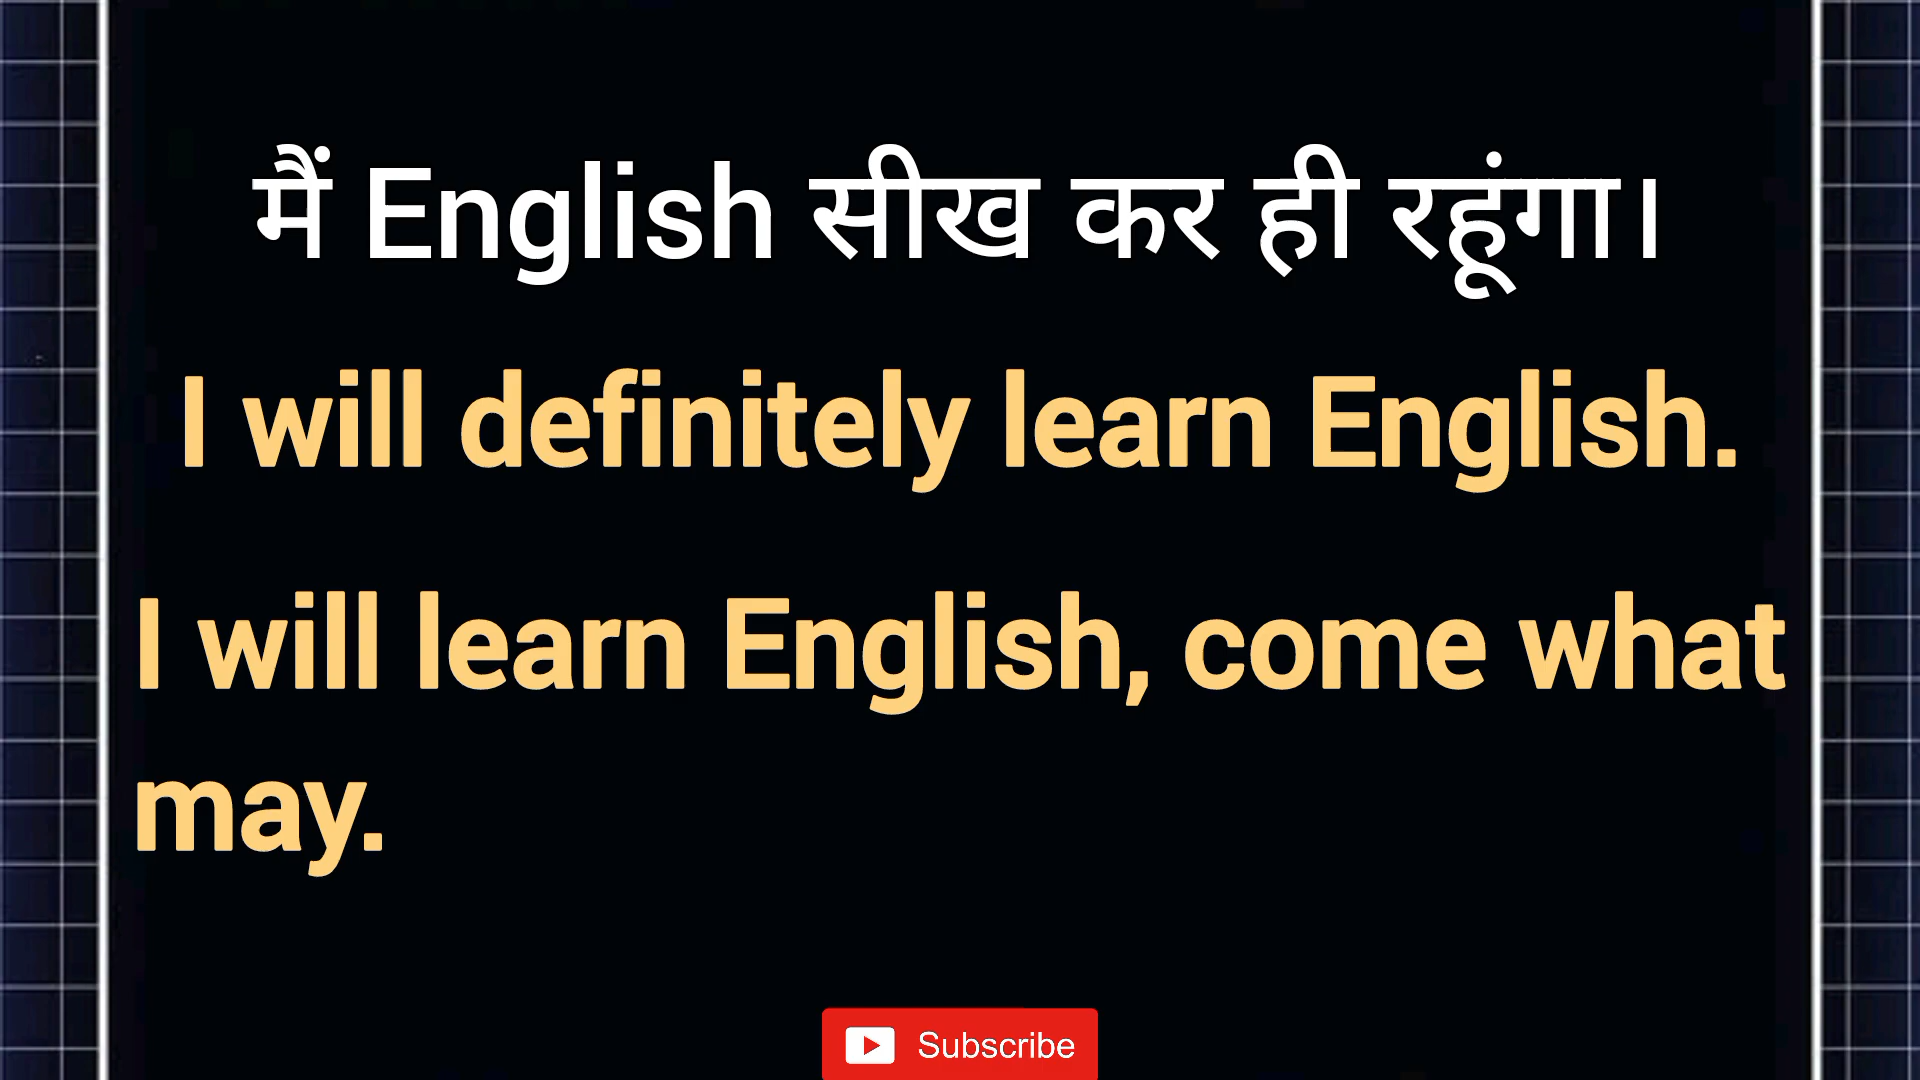 मैं English सीख कर ही रहूंगा।
I will definitely learn English.
I will learn English, come what
may.
Subscribe